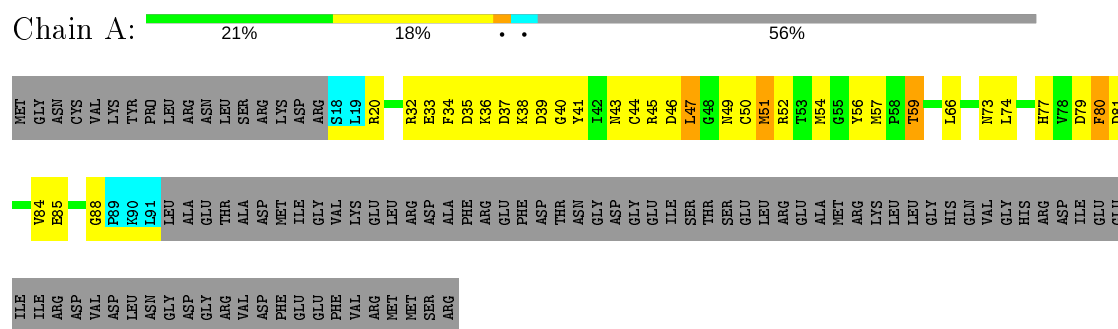 Chain A:
21% 18% . . 56%
MET GLY ASN CYS VAL LYS TYR PRO LEU ARG ASN LEU SER ARG LYS ASP ARG S18 L19 R20 R32 E33 F34 D35 K36 D37 K38 D39 G40 Y41 I42 N43 C44 R45 D46 L47 G48 N49 C50 M51 R52 T53 M54 G55 Y56 M57 P58 T59 L66 N73 L74 H77 V78 D79 F80 D81
V84 E85 G88 P89 K90 L91 LEU ALA GLU THR ALA ASP MET ILE GLY VAL LYS GLU LEU ARG ASP ALA PHE ARG GLU PHE ASP THR ASN GLY ASP GLY GLU ILE SER THR SER GLU LEU ARG GLU ALA MET ARG LYS LEU LEU GLY HIS GLN VAL GLY HIS ARG ASP ILE GLU
ILE ILE ARG ASP VAL ASP LEU ASN GLY ASP GLY ARG VAL ASP PHE GLU GLU PHE VAL ARG MET MET SER ARG